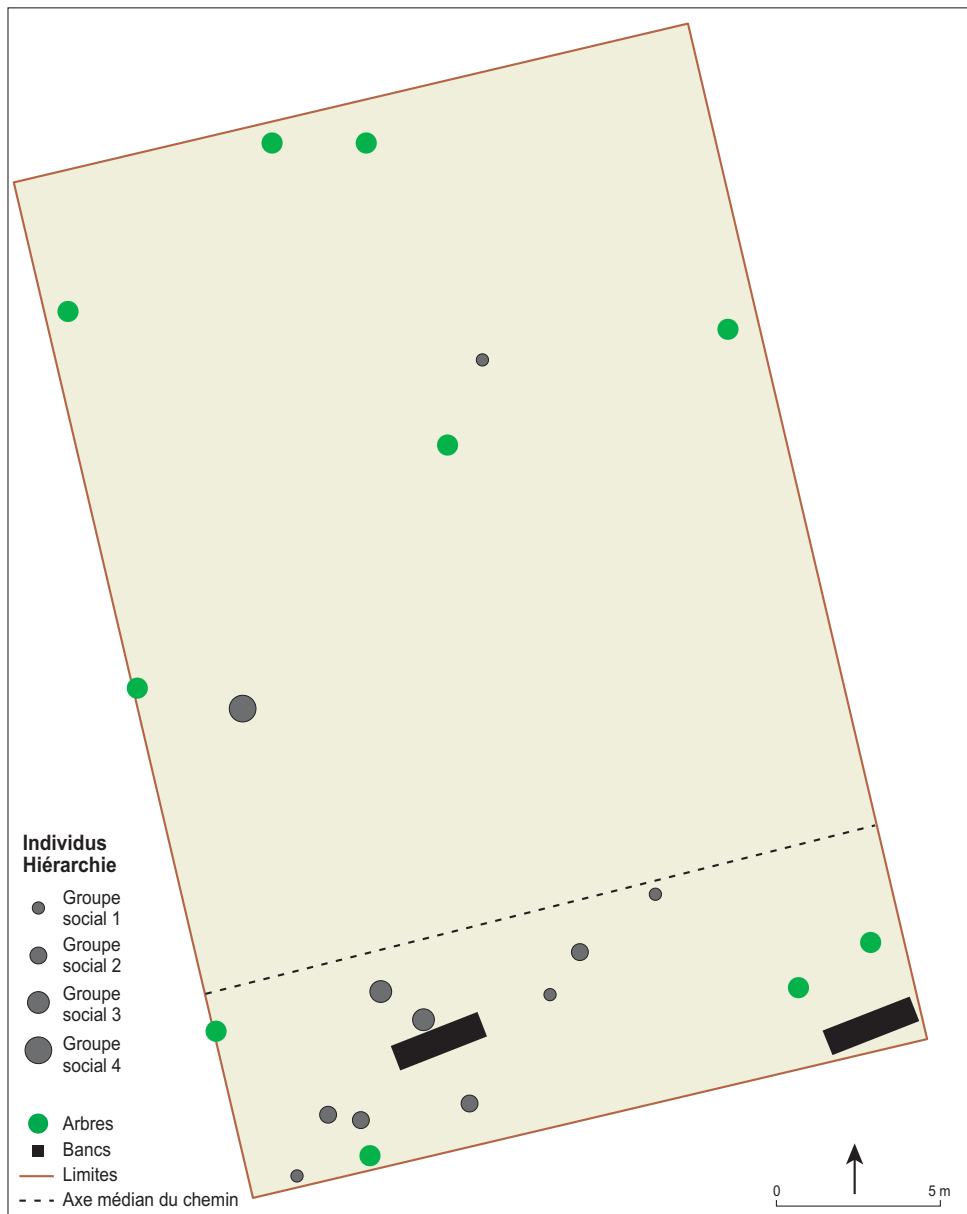 Individus
Hiérarchie
Groupe
social 1
Groupe
social 2
Groupe
social 3
Groupe
social 4
Arbres
Bancs
Limites
Axe médian du chemin
0
5 m